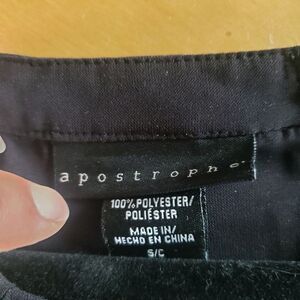 apostrophe
100% POLYESTER/
POLIÉSTER
MADE IN/
HECHO EN CHINA
S/C